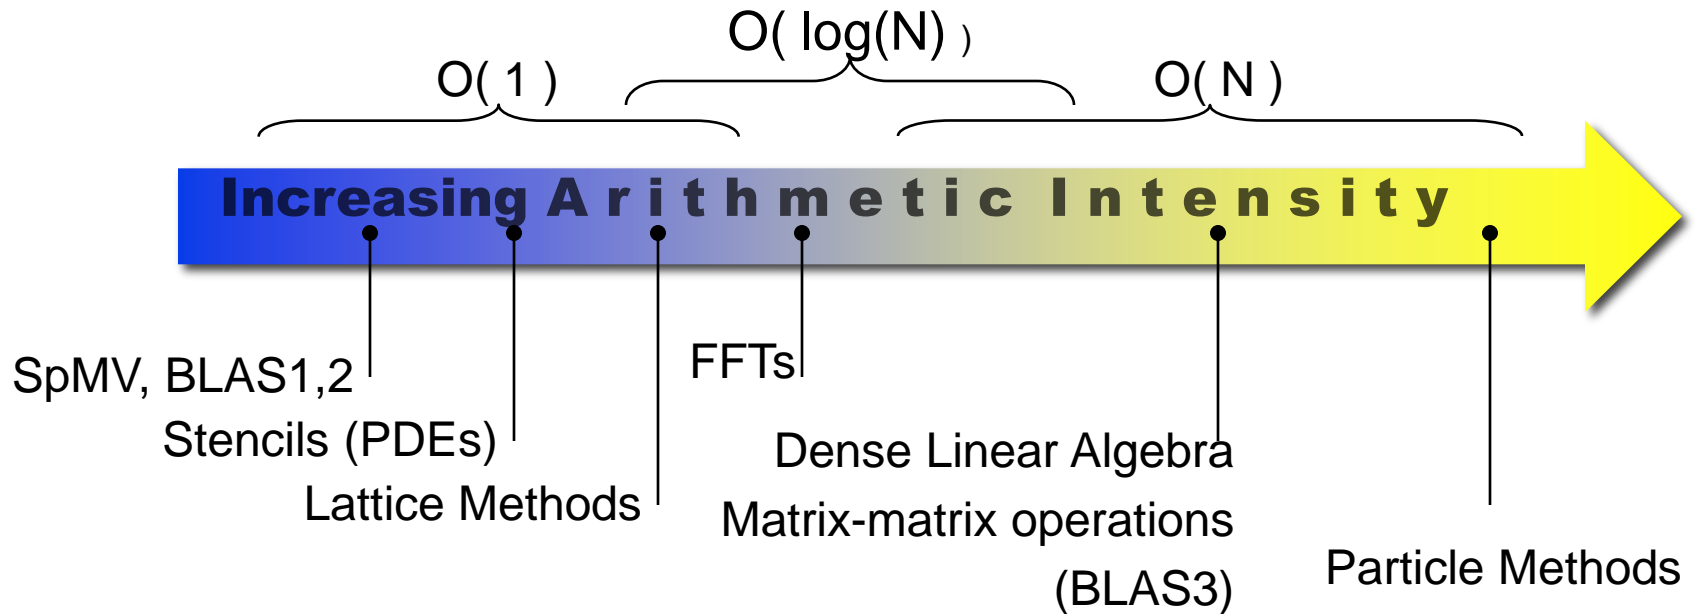 O( log(N) )
O( 1 )
O( N )
Increasing Arithmetic Intensity
FFTs
SpMV, BLAS1,2
Stencils (PDEs)
Dense Linear Algebra
Lattice Methods
Matrix-matrix operations
(BLAS3)
Particle Methods